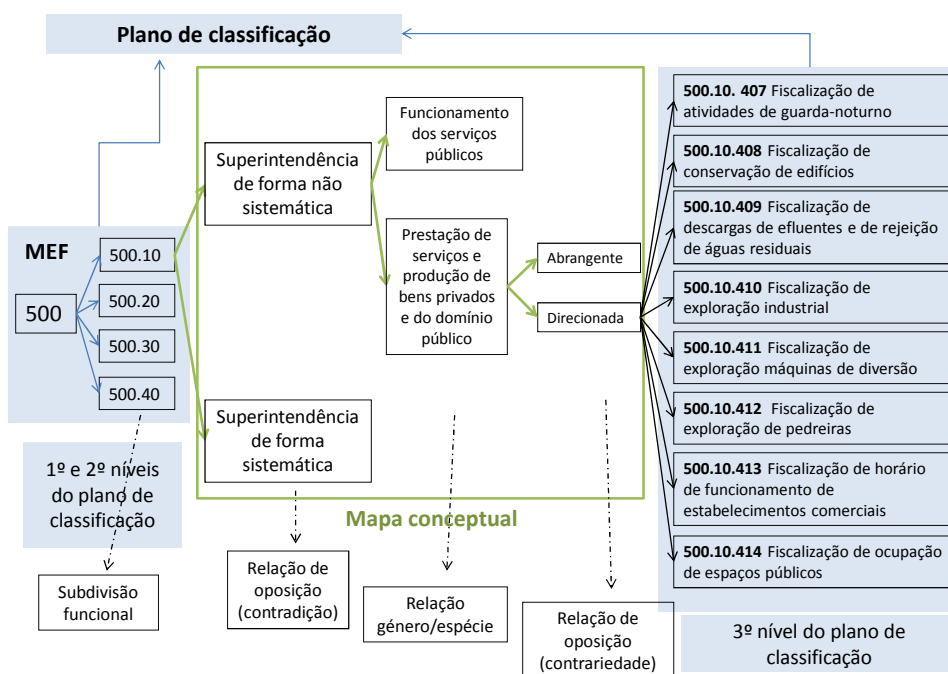 Plano de classificação
MEF
500
500.10
500.20
500.30
500.40
1º e 2º níveis
do plano de
classificação
Subdivisão
funcional
Superintendência
de forma não
sistemática
Superintendência
de forma
sistemática
Funcionamento
dos serviços
públicos
Prestação de
serviços e
produção de
bens privados
e do domínio
público
Abrangente
Direcionada
Mapa conceptual
Relação de
oposição
(contradição)
Relação
género/espécie
Relação de
oposição
(contrariedade)
500.10. 407 Fiscalização de
atividades de guarda-noturno
500.10.408 Fiscalização de
conservação de edifícios
500.10.409 Fiscalização de
descargas de efluentes e de rejeição
de águas residuais
500.10.410 Fiscalização de
exploração industrial
500.10.411 Fiscalização de
exploração máquinas de diversão
500.10.412 Fiscalização de
exploração de pedreiras
500.10.413 Fiscalização de horário
de funcionamento de
estabelecimentos comerciais
500.10.414 Fiscalização de ocupação
de espaços públicos
3º nível do plano de
classificação